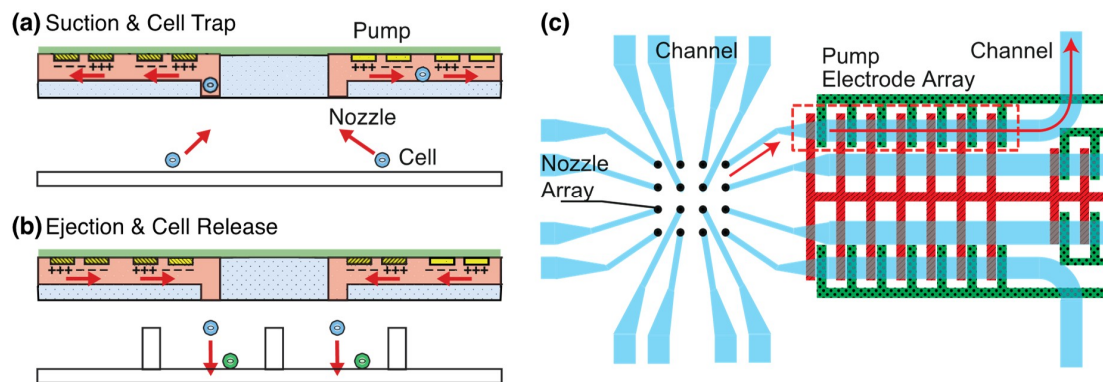 (a) Suction & Cell Trap
Pump
+++ +++ +++ +++
Nozzle
Cell
(b) Ejection & Cell Release
+++ +++ +++ +++
(c)
Channel
Channel
Pump
Electrode Array
Nozzle
Array